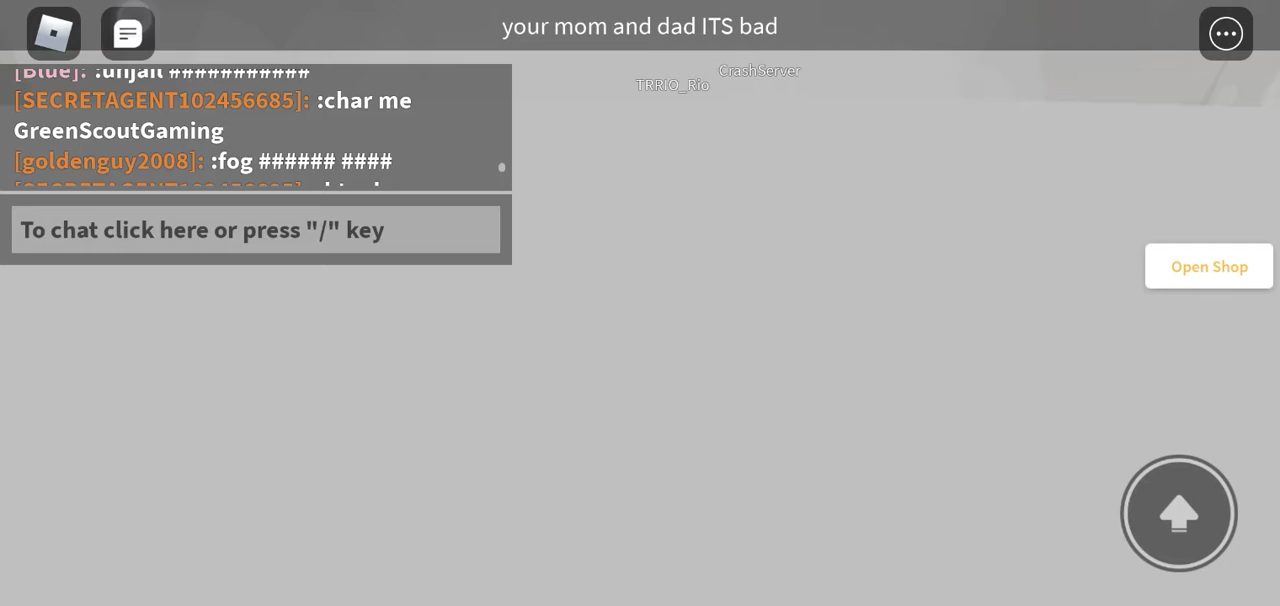 your mom and dad ITS bad
[Blue]: :unjail ###########
[SECRETAGENT102456685]: :char me
GreenScoutGaming
[goldenguy2008]: :fog ###### ####
To chat click here or press "/" key
CrashServer
TRRIO_Rio
Open Shop